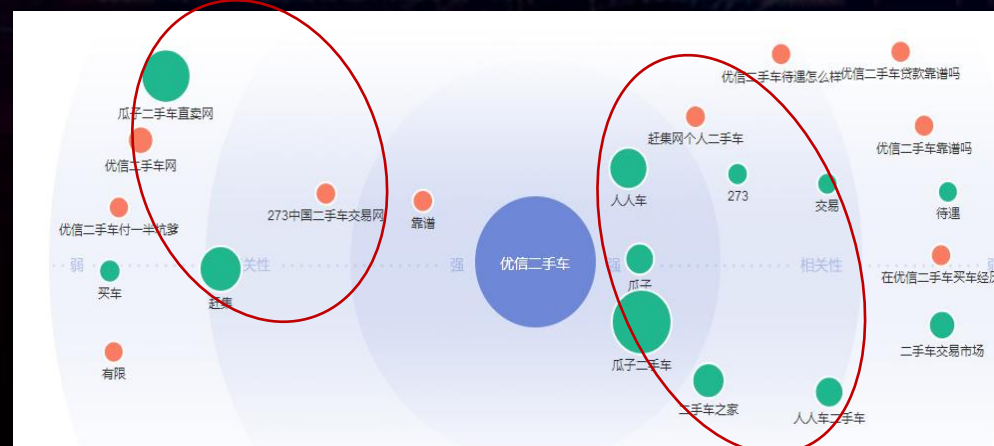 优信二手车待遇怎么样
优信二手车贷款靠谱吗
瓜子二手车直卖网
赶集网个人二手车
优信二手车靠谱吗
优信二手车网
人人车
273
交易
待遇
273中国二手车交易网
靠谱
优信二手车付一半坑爹
弱
关性
强
优信二手车
强
相关性
弱
买车
赶集
瓜子
在优信二手车买车经历
二手车交易市场
瓜子二手车
有限
二手车之家
人人车二手车